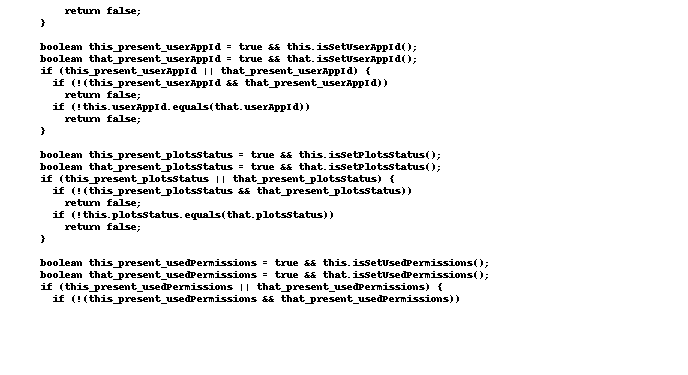 return false;
}
boolean this_present_userAppId = true && this.isSetUserAppId();
boolean that_present_userAppId = true && that.isSetUserAppId();
if (this_present_userAppId || that_present_userAppId) {
if (!(this_present_userAppId && that_present_userAppId))
return false;
if (!this.userAppId.equals(that.userAppId))
return false;
}
boolean this_present_plotsStatus = true && this.isSetPlotsStatus();
boolean that_present_plotsStatus = true && that.isSetPlotsStatus();
if (this_present_plotsStatus || that_present_plotsStatus) {
if (!(this_present_plotsStatus && that_present_plotsStatus))
return false;
if (!this.plotsStatus.equals(that.plotsStatus))
return false;
}
boolean this_present_usedPermissions = true && this.isSetUsedPermissions();
boolean that_present_usedPermissions = true && that.isSetUsedPermissions();
if (this_present_usedPermissions || that_present_usedPermissions) {
if (!(this_present_usedPermissions && that_present_usedPermissions))